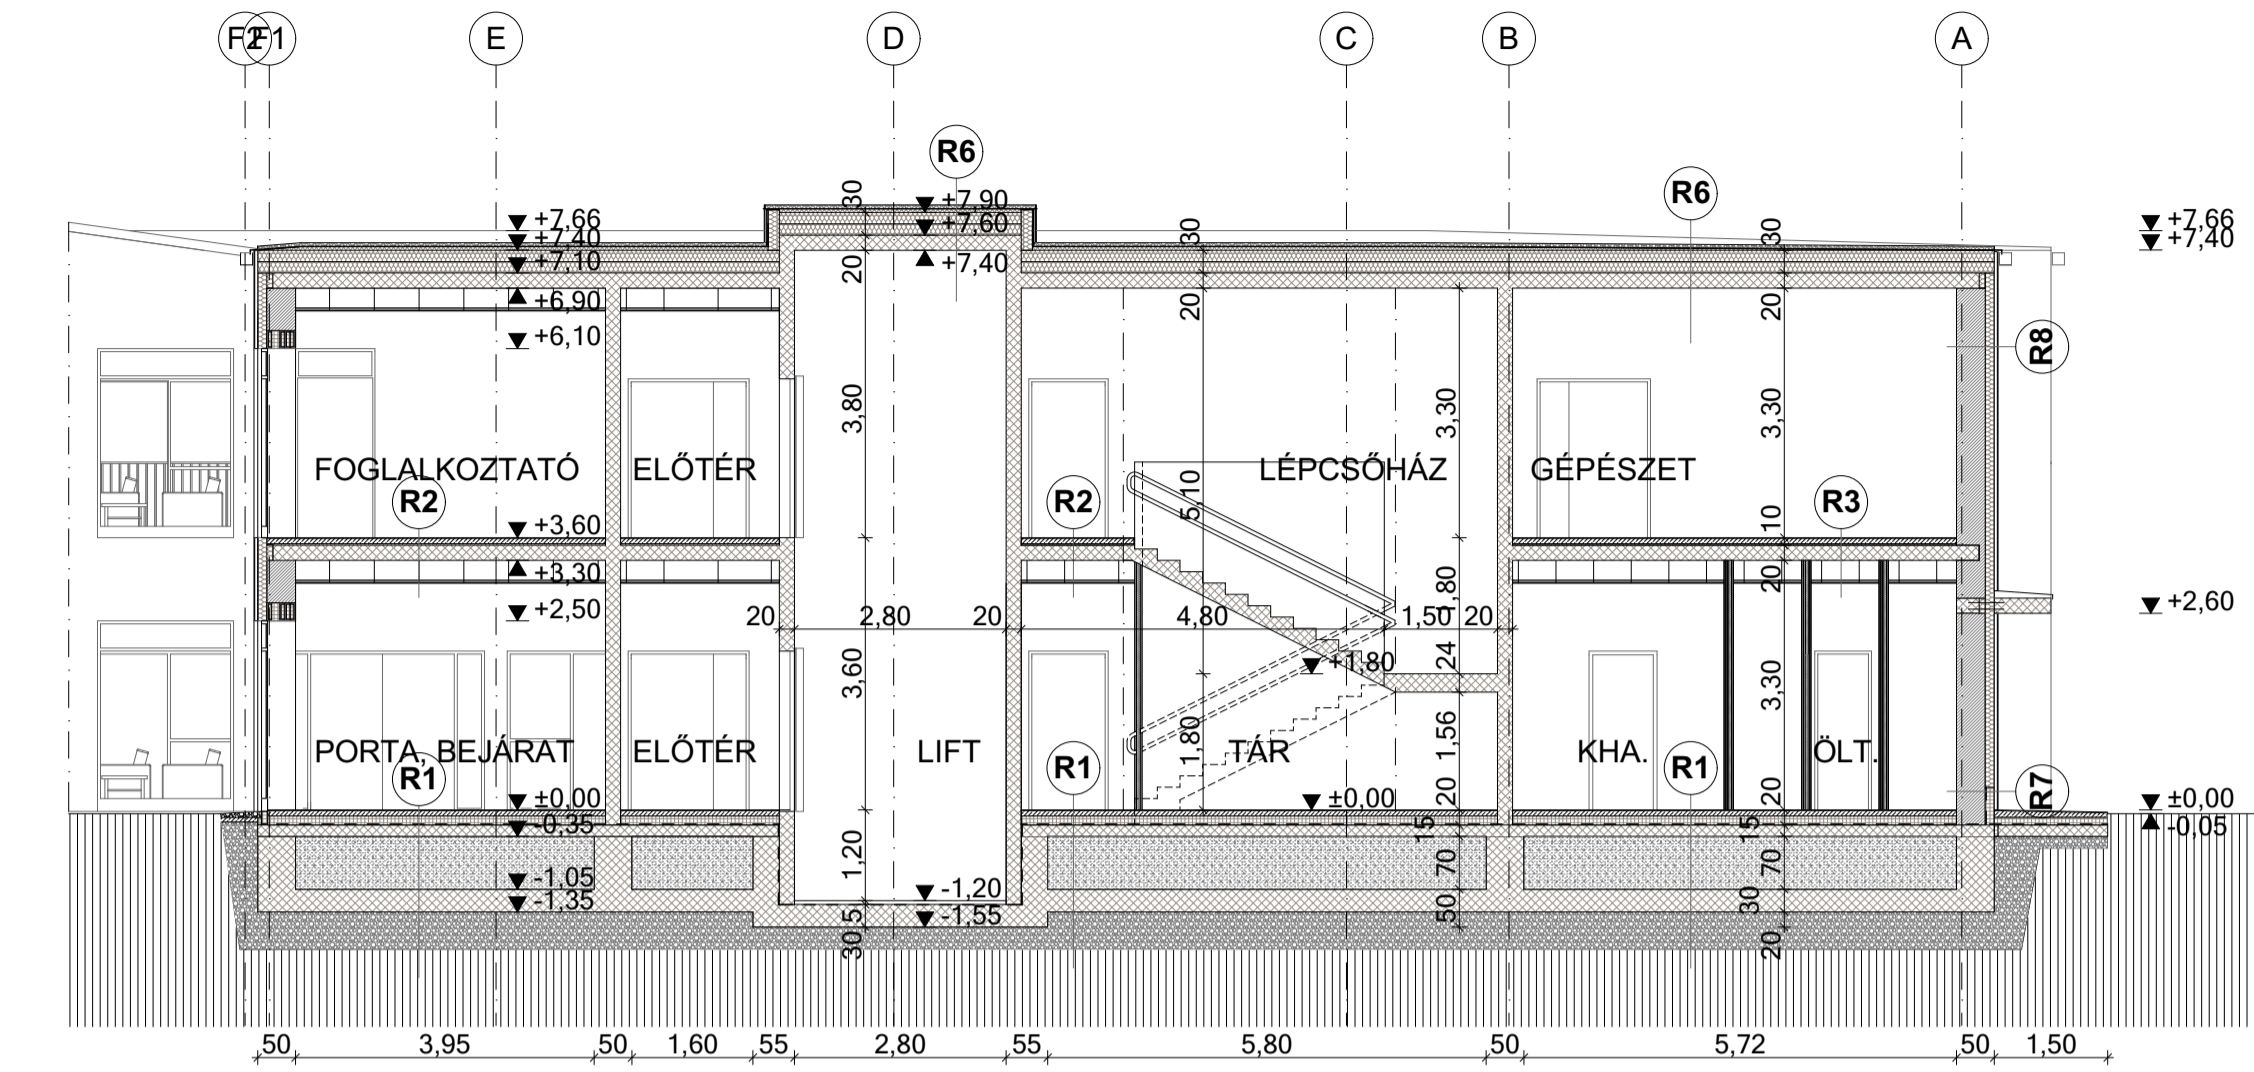 F2 F1 E D C B A
R6
R6
30 +7,90
+7,66 +7,60 30 30 +7,66
+7,40 +7,40
+7,10 20 +7,40
+6,90 20 20
+6,10
R8
3,80 3,30 3,30
FOGLALKOZTATÓ ELŐTÉR LÉPCSŐHÁZ GÉPÉSZET
R2 5,10 R2 R3
+3,60 10
+3,30 20
+2,50 1,80 +2,60
20 2,80 20 4,80 1,50 20
24
+1,80
3,60 3,30
1,80 1,56
PORTA, BEJÁRAT ELŐTÉR LIFT TÁR KHA. ÖLT.
R1 R1 R1 R7
±0,00 ±0,00 20 20 ±0,00
-0,35 15 15 -0,05
1,20 70 70
-1,05 -1,20
-1,35 50 30
5 -1,55
30 20
50 3,95 50 1,60 55 2,80 55 5,80 50 5,72 50 1,50